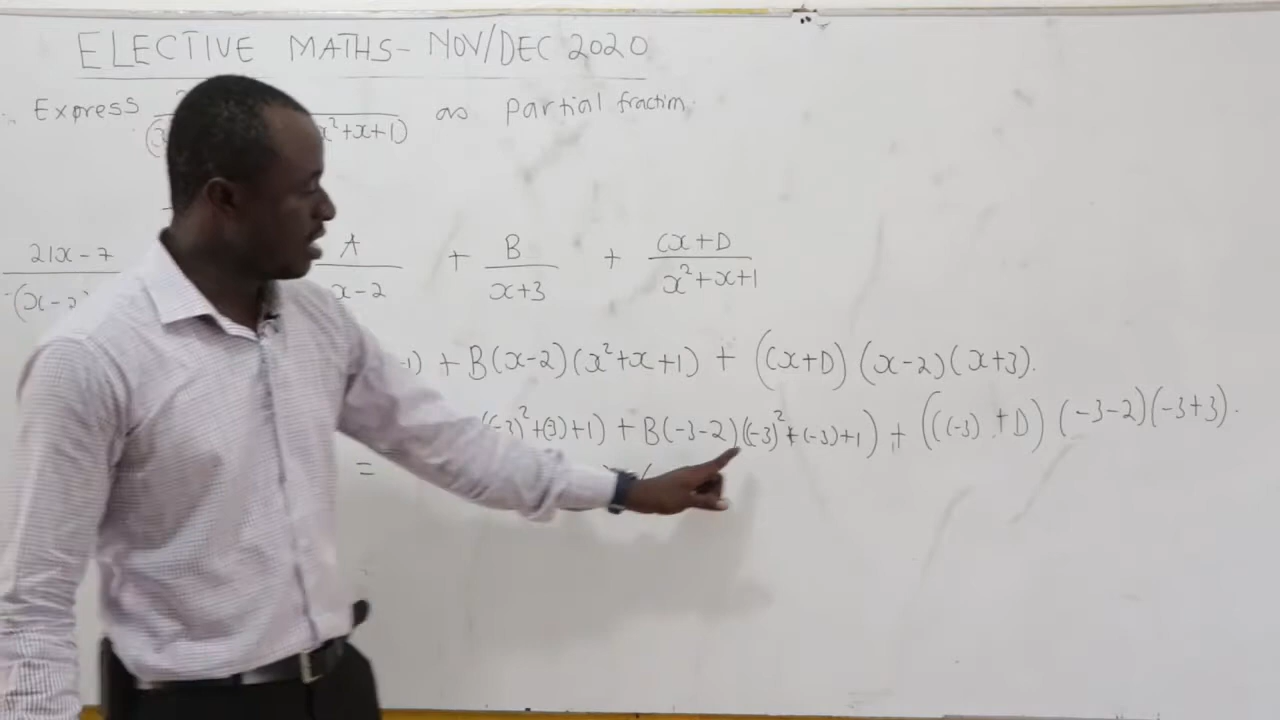 ELECTIVE MATHS- NOV/DEC 2020
Express x²+x+1) as Partial fraction.
21x-7 / (x-2 A / x-2 + B / x+3 + Cx+D / x²+x+1
-1) + B(x-2)(x²+x+1) + (Cx+D)(x-2)(x+3).
((-3)²+(3)+1) + B(-3-2)((-3)²+(-3)+1) + (C(-3)+D)(-3-2)(-3+3).
=